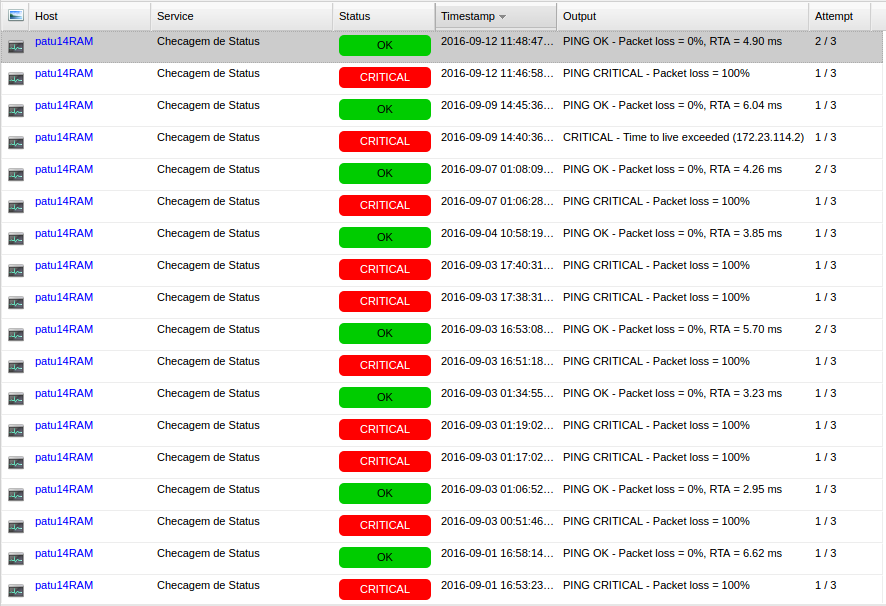 Host Service Status Timestamp Output Attempt
patu14RAM Checagem de Status OK 2016-09-12 11:48:47... PING OK - Packet loss = 0%, RTA = 4.90 ms 2 / 3
patu14RAM Checagem de Status CRITICAL 2016-09-12 11:46:58... PING CRITICAL - Packet loss = 100% 1 / 3
patu14RAM Checagem de Status OK 2016-09-09 14:45:36... PING OK - Packet loss = 0%, RTA = 6.04 ms 1 / 3
patu14RAM Checagem de Status CRITICAL 2016-09-09 14:40:36... CRITICAL - Time to live exceeded (172.23.114.2) 1 / 3
patu14RAM Checagem de Status OK 2016-09-07 01:08:09... PING OK - Packet loss = 0%, RTA = 4.26 ms 2 / 3
patu14RAM Checagem de Status CRITICAL 2016-09-07 01:06:28... PING CRITICAL - Packet loss = 100% 1 / 3
patu14RAM Checagem de Status OK 2016-09-04 10:58:19... PING OK - Packet loss = 0%, RTA = 3.85 ms 1 / 3
patu14RAM Checagem de Status CRITICAL 2016-09-03 17:40:31... PING CRITICAL - Packet loss = 100% 1 / 3
patu14RAM Checagem de Status CRITICAL 2016-09-03 17:38:31... PING CRITICAL - Packet loss = 100% 1 / 3
patu14RAM Checagem de Status OK 2016-09-03 16:53:08... PING OK - Packet loss = 0%, RTA = 5.70 ms 2 / 3
patu14RAM Checagem de Status CRITICAL 2016-09-03 16:51:18... PING CRITICAL - Packet loss = 100% 1 / 3
patu14RAM Checagem de Status OK 2016-09-03 01:34:55... PING OK - Packet loss = 0%, RTA = 3.23 ms 1 / 3
patu14RAM Checagem de Status CRITICAL 2016-09-03 01:19:02... PING CRITICAL - Packet loss = 100% 1 / 3
patu14RAM Checagem de Status CRITICAL 2016-09-03 01:17:02... PING CRITICAL - Packet loss = 100% 1 / 3
patu14RAM Checagem de Status OK 2016-09-03 01:06:52... PING OK - Packet loss = 0%, RTA = 2.95 ms 1 / 3
patu14RAM Checagem de Status CRITICAL 2016-09-03 00:51:46... PING CRITICAL - Packet loss = 100% 1 / 3
patu14RAM Checagem de Status OK 2016-09-01 16:58:14... PING OK - Packet loss = 0%, RTA = 6.62 ms 1 / 3
patu14RAM Checagem de Status CRITICAL 2016-09-01 16:53:23... PING CRITICAL - Packet loss = 100% 1 / 3